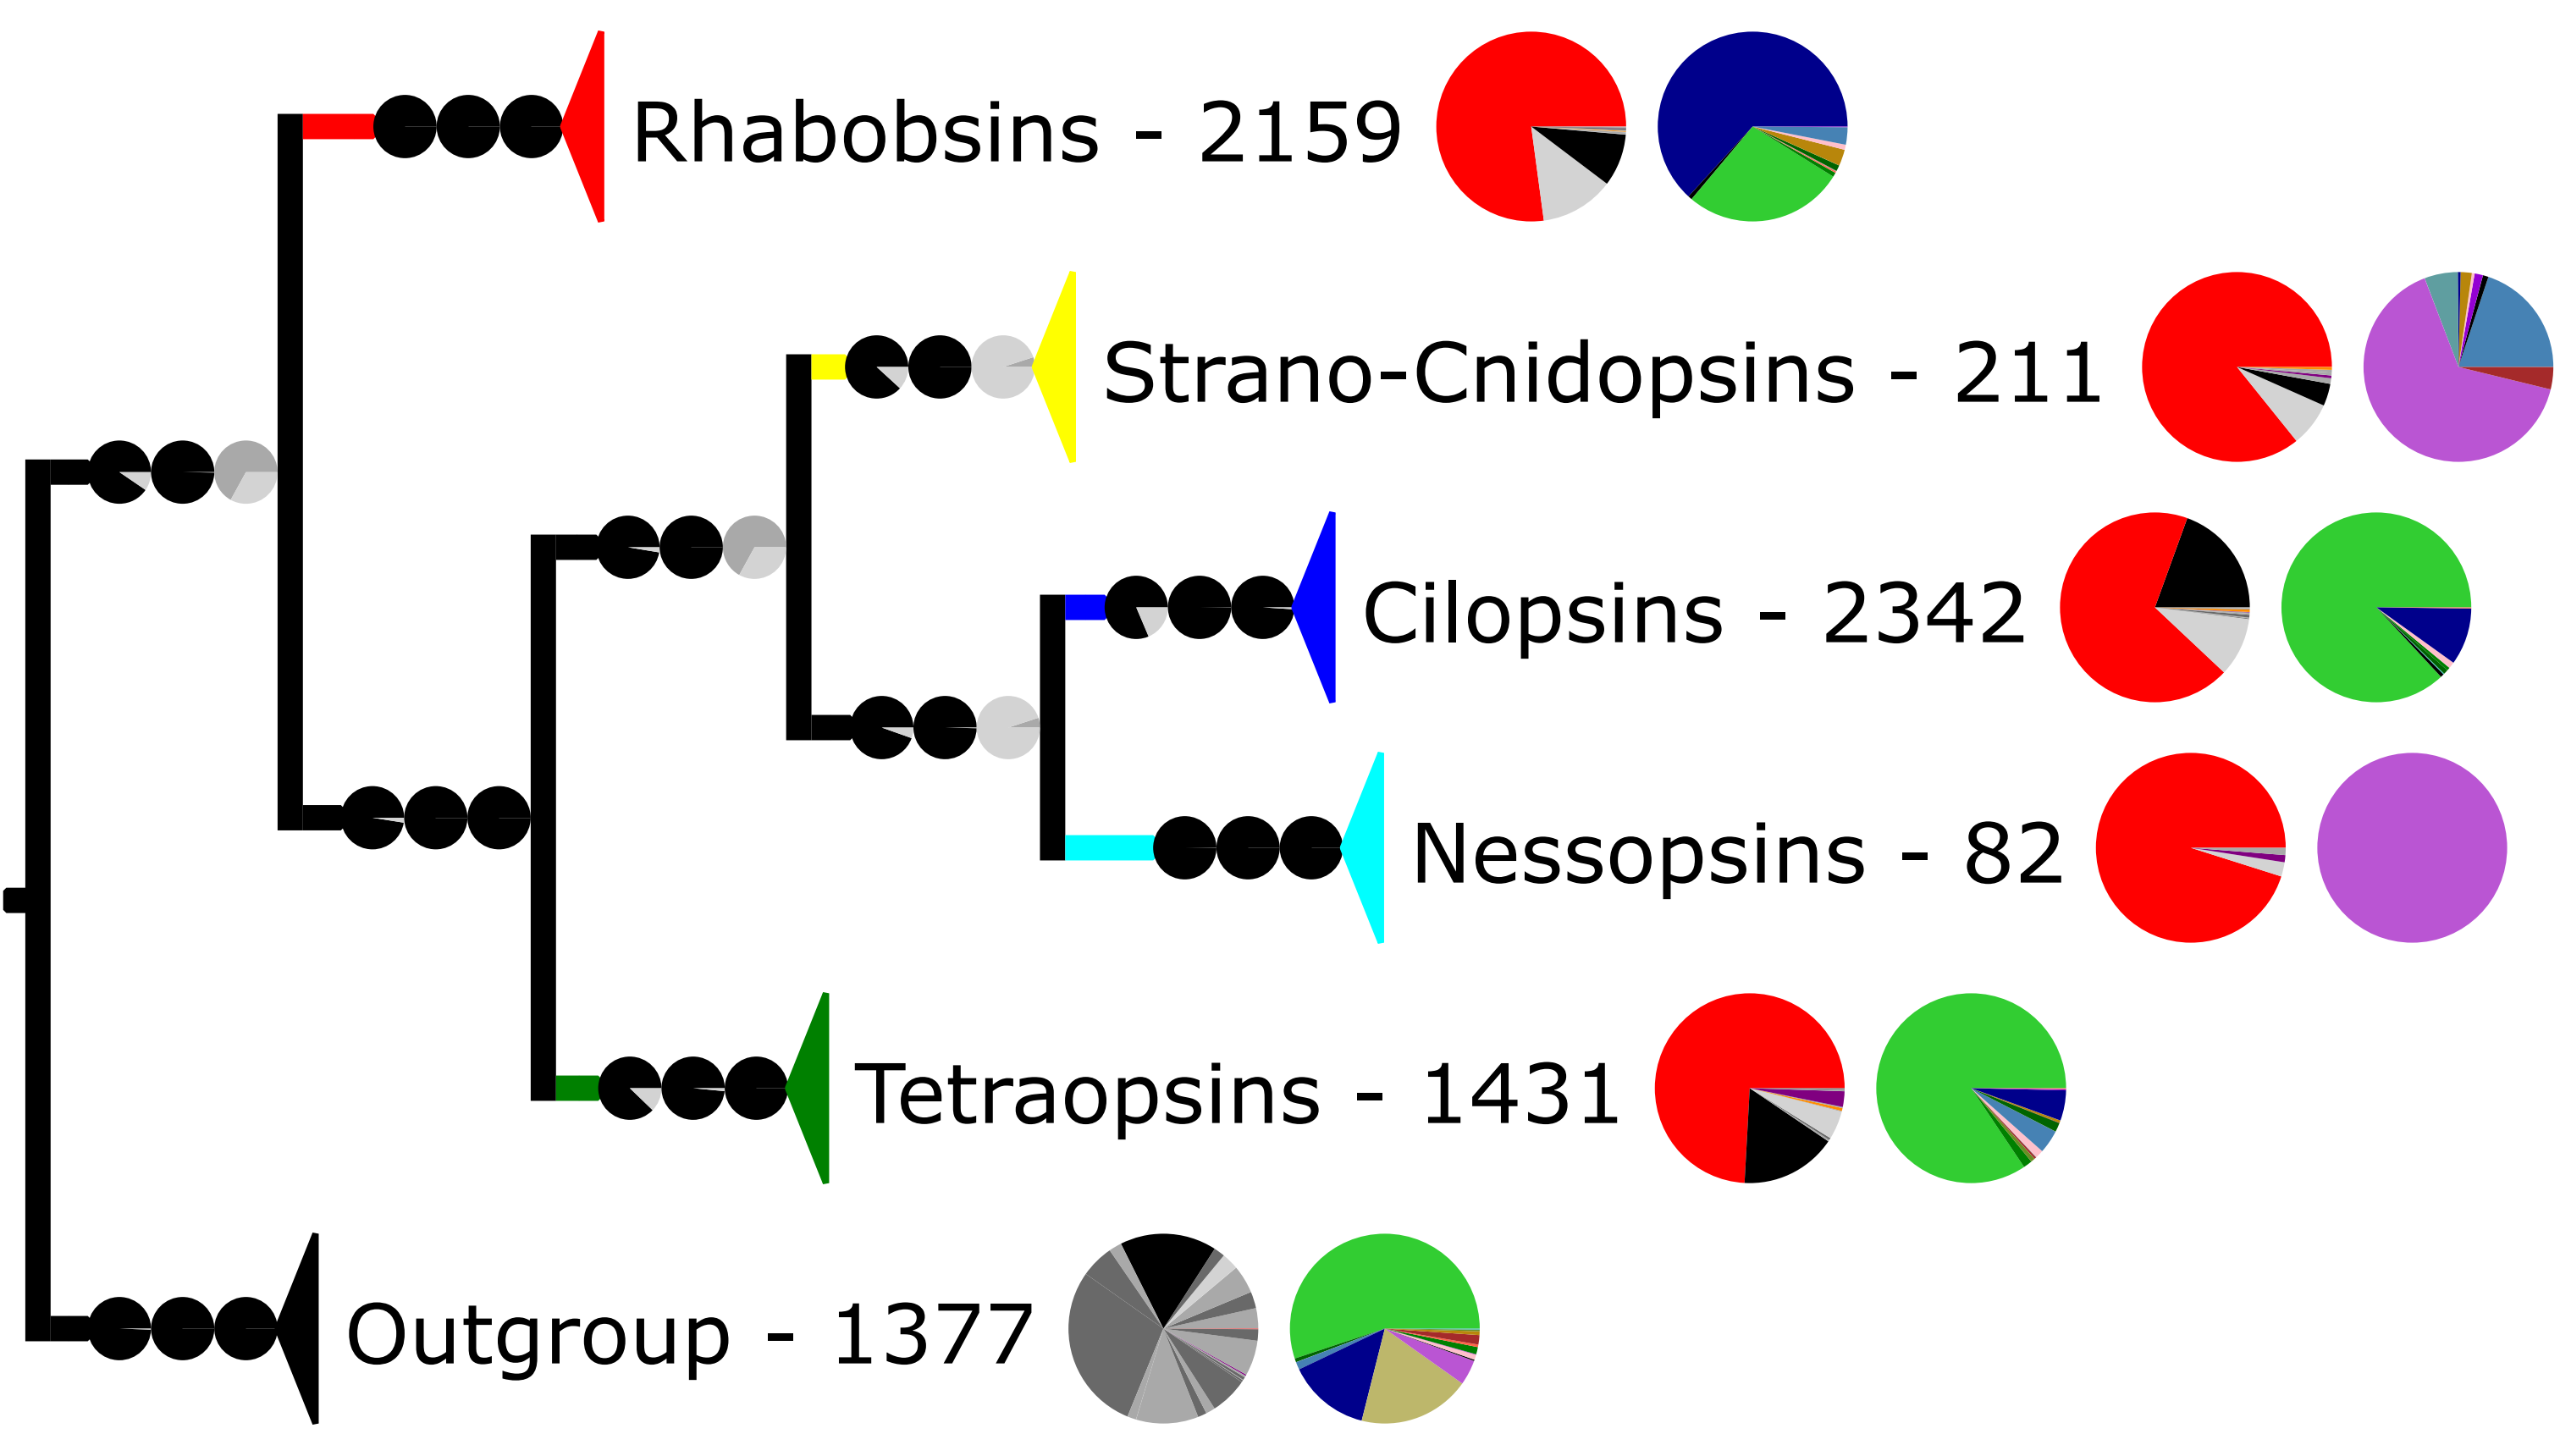 Rhabobsins - 2159
Strano-Cnidopsins - 211
Cilopsins - 2342
Nessopsins - 82
Tetraopsins - 1431
Outgroup - 1377